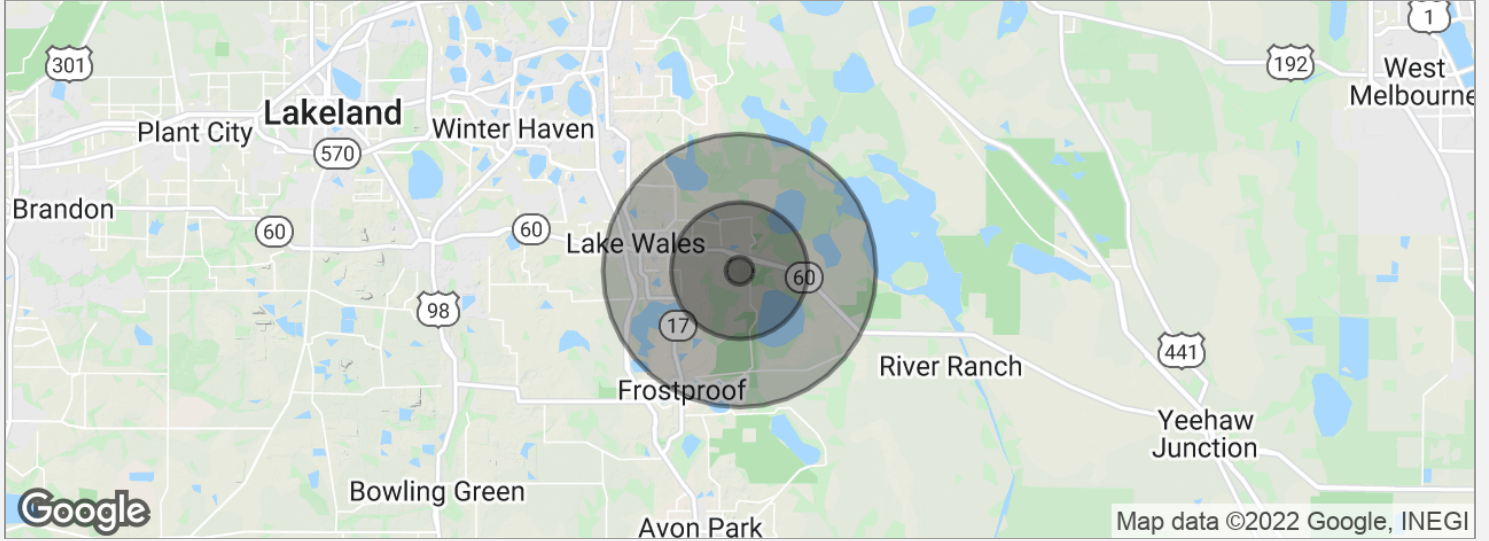 1
301
192
West
Melbourne
Lakeland
Plant City
Winter Haven
570
Brandon
60
60
Lake Wales
60
98
17
441
River Ranch
Frostproof
Yeehaw
Junction
Bowling Green
Google
Avon Park
Map data ©2022 Google, INEGI